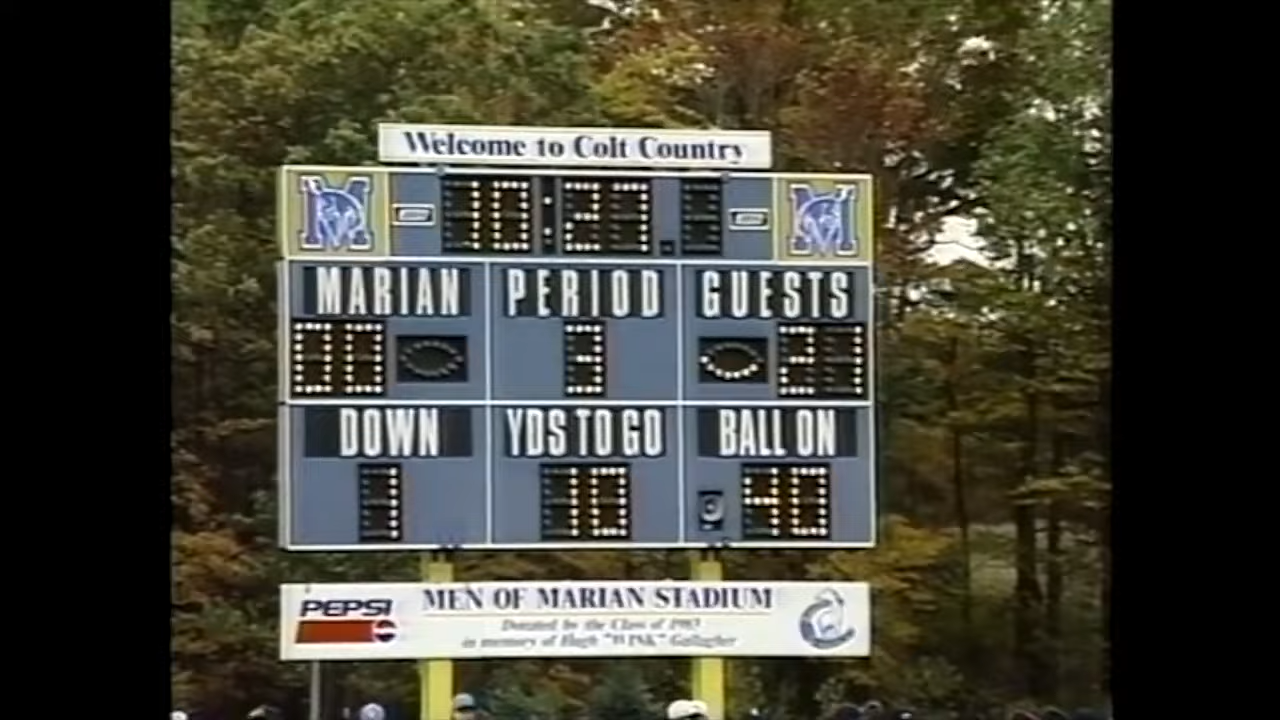 Welcome to Colt Country
M 10:27 M
MARIAN PERIOD GUESTS
00 3 23
DOWN YDS TO GO BALL ON
1 10 40
PEPSI MEN OF MARIAN STADIUM
Donated by the Class of 1983
in memory of Hugh "WINK" Gallagher